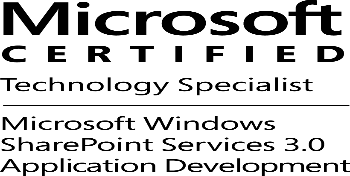 Microsoft
CERTIFIED
Technology Specialist
Microsoft Windows
SharePoint Services 3.0
Application Development